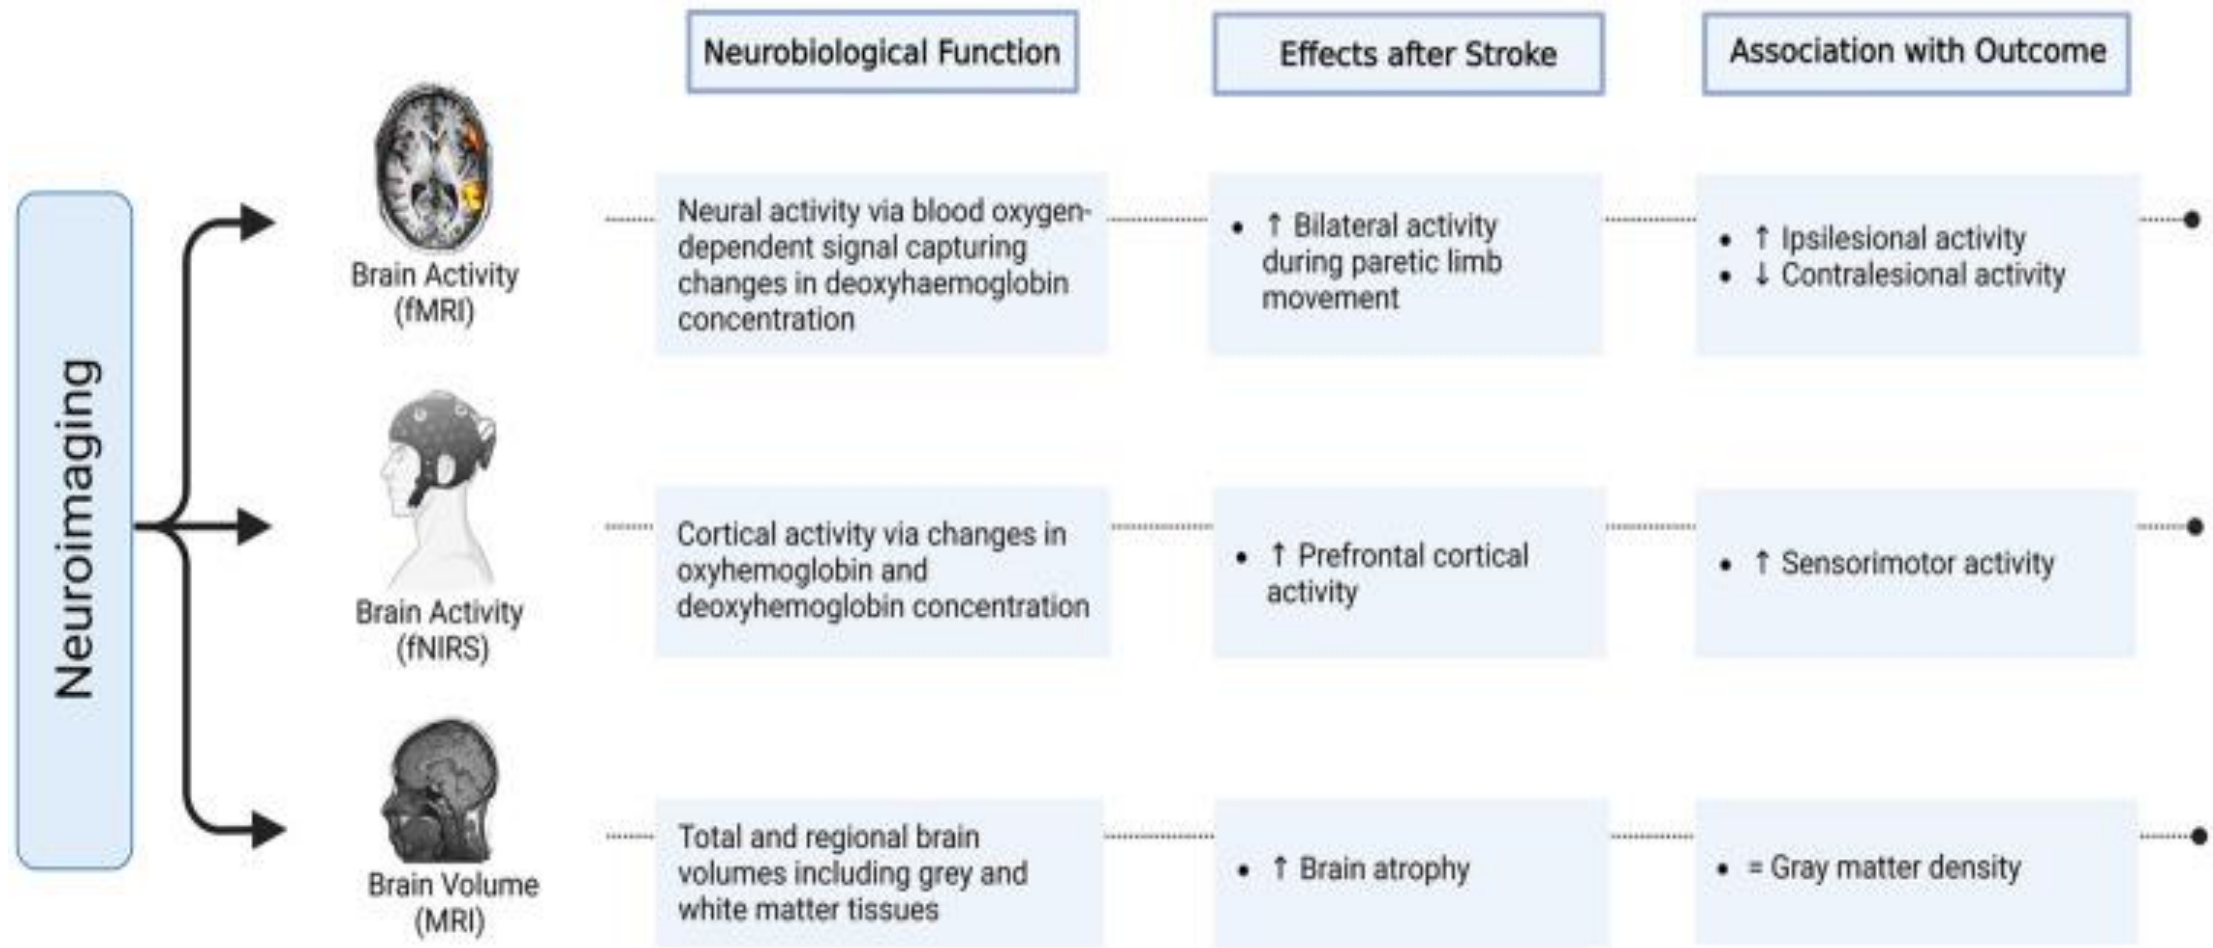 Neurobiological Function
Effects after Stroke
Association with Outcome
Neuroimaging
Brain Activity
(fMRI)
Neural activity via blood oxygen-
dependent signal capturing
changes in deoxyhaemoglobin
concentration
• ↑ Bilateral activity
during paretic limb
movement
• ↑ Ipsilesional activity
• ↓ Contralesional activity
Brain Activity
(fNIRS)
Cortical activity via changes in
oxyhemoglobin and
deoxyhemoglobin concentration
• ↑ Prefrontal cortical
activity
• ↑ Sensorimotor activity
Brain Volume
(MRI)
Total and regional brain
volumes including grey and
white matter tissues
• ↑ Brain atrophy
• = Gray matter density